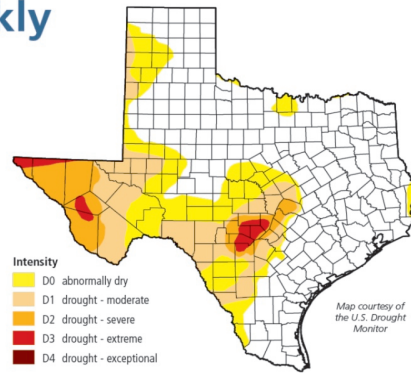 kly
Intensity
D0 abnormally dry
D1 drought - moderate
D2 drought - severe
D3 drought - extreme
D4 drought - exceptional
Map courtesy of
the U.S. Drought
Monitor